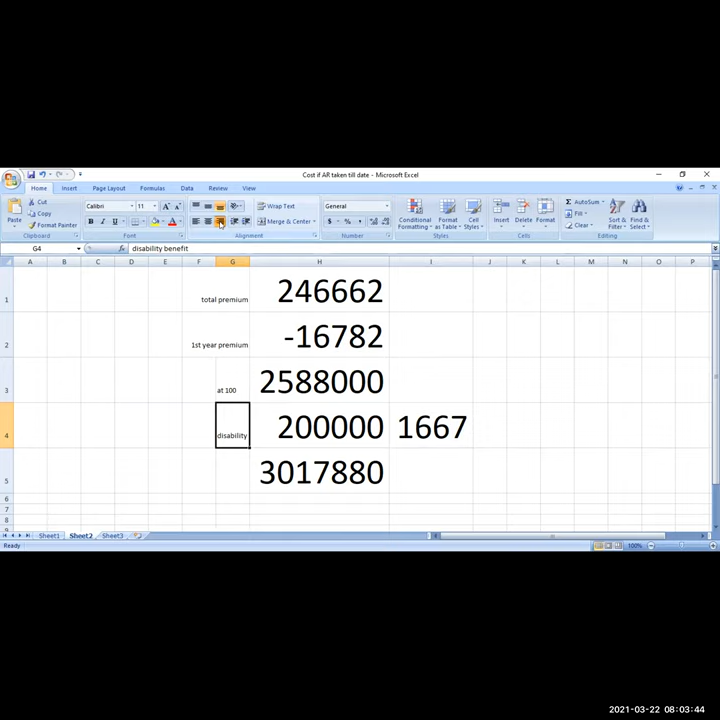 Cost if AR taken till date - Microsoft Excel
Home Insert Page Layout Formulas Data Review View
Cut
Copy
Format Painter
Paste
Clipboard
Calibri 11
B I U
Font
Wrap Text
Merge & Center
Alignment
General
$ % ,
Number
Conditional Formatting
Format as Table
Cell Styles
Styles
Insert Delete Format
Cells
AutoSum
Fill
Clear
Sort & Filter
Find & Select
Editing
G4 fx disability benefit
A B C D E F G H I J K L M N O P
1 total premium 246662
2 1st year premium -16782
3 at 100 2588000
4 disability 200000 1667
5 3017880
6
7
8
9
Sheet1 Sheet2 Sheet3
Ready 100%
2021-03-22 08:03:44